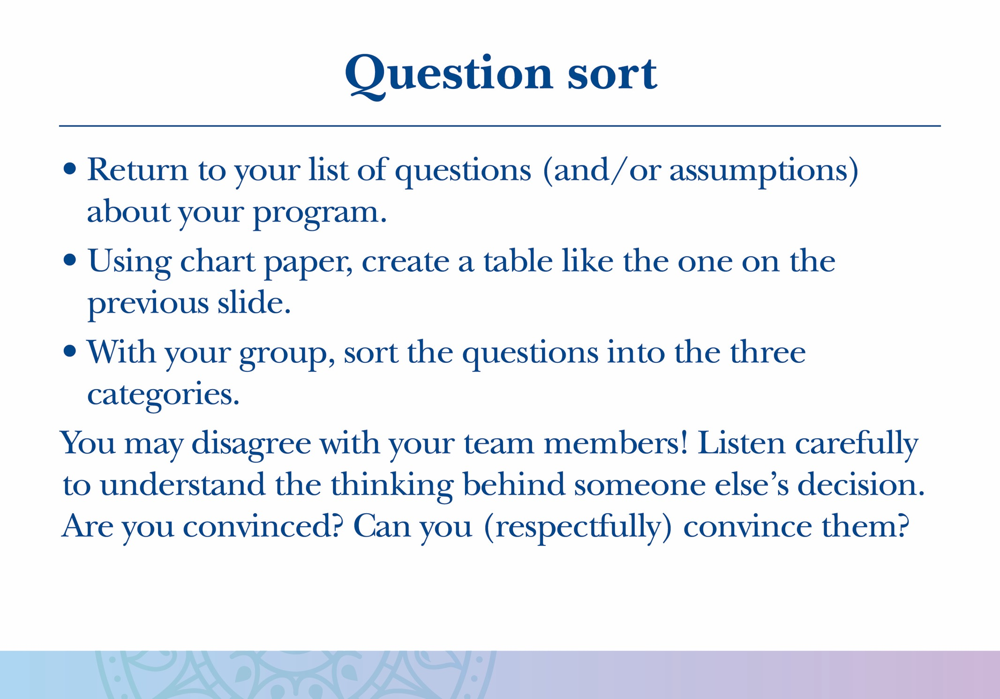 Question sort
• Return to your list of questions (and/or assumptions)
about your program.
• Using chart paper, create a table like the one on the
previous slide.
• With your group, sort the questions into the three
categories.
You may disagree with your team members! Listen carefully
to understand the thinking behind someone else’s decision.
Are you convinced? Can you (respectfully) convince them?